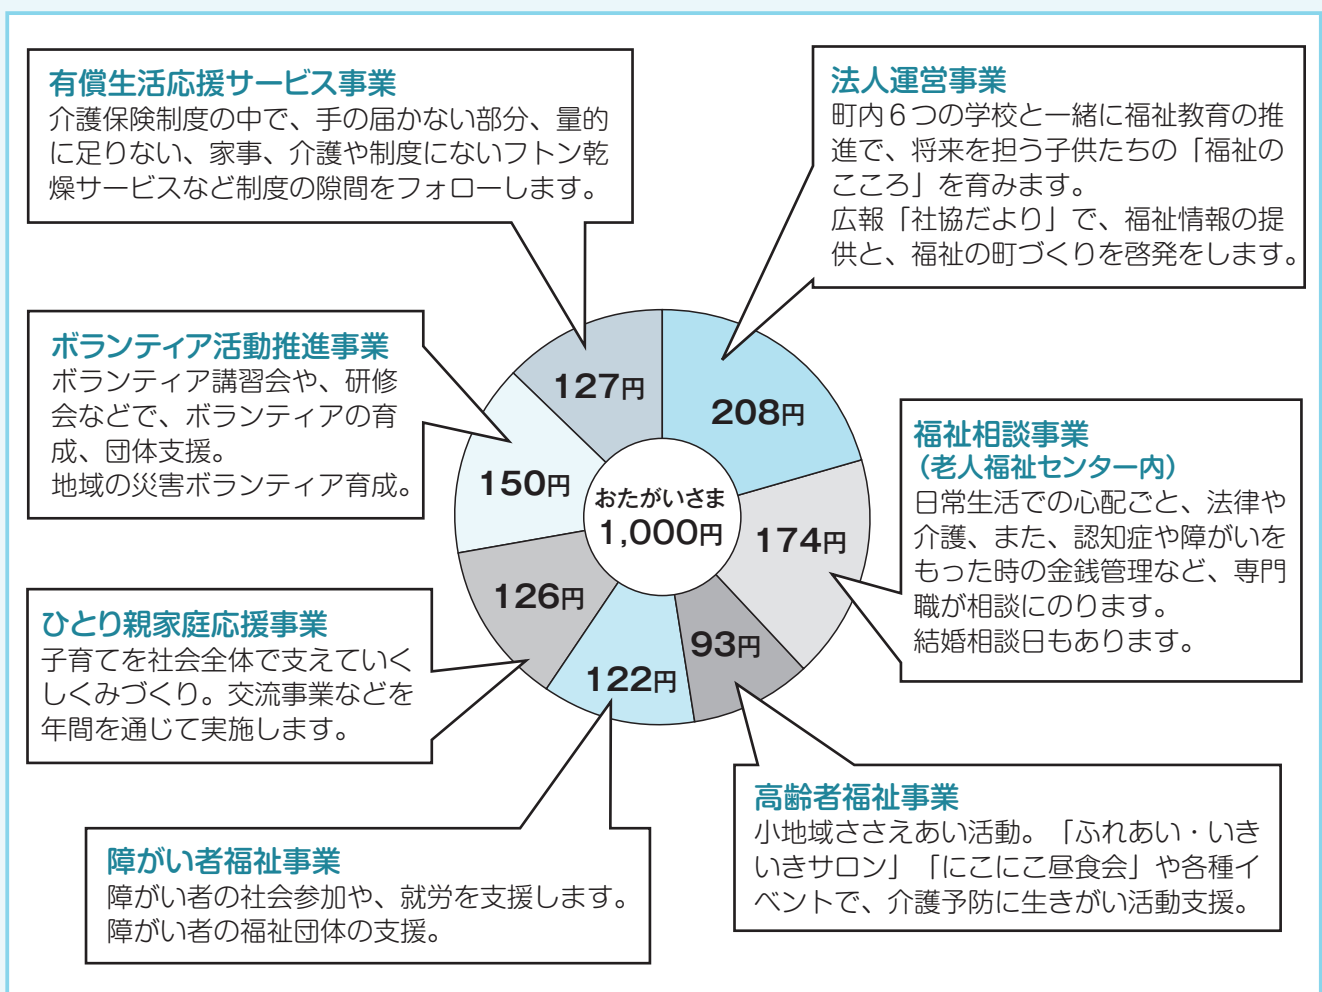 有償生活応援サービス事業
介護保険制度の中で、手の届かない部分、量的
に足りない、家事、介護や制度にないフトン乾
燥サービスなど制度の隙間をフォローします。
法人運営事業
町内６つの学校と一緒に福祉教育の推
進で、将来を担う子供たちの「福祉の
こころ」を育みます。
広報「社協だより」で、福祉情報の提
供と、福祉の町づくりを啓発をします。
ボランティア活動推進事業
ボランティア講習会や、研修
会などで、ボランティアの育
成、団体支援。
地域の災害ボランティア育成。
127円
208円
150円
おたがいさま
1,000円
174円
126円
93円
122円
福祉相談事業
（老人福祉センター内）
日常生活での心配ごと、法律や
介護、また、認知症や障がいを
もった時の金銭管理など、専門
職が相談にのります。
結婚相談日もあります。
ひとり親家庭応援事業
子育てを社会全体で支えていく
しくみづくり。交流事業などを
年間を通じて実施します。
高齢者福祉事業
小地域ささえあい活動。「ふれあい・いき
いきサロン」「にこにこ昼食会」や各種イ
ベントで、介護予防に生きがい活動支援。
障がい者福祉事業
障がい者の社会参加や、就労を支援します。
障がい者の福祉団体の支援。